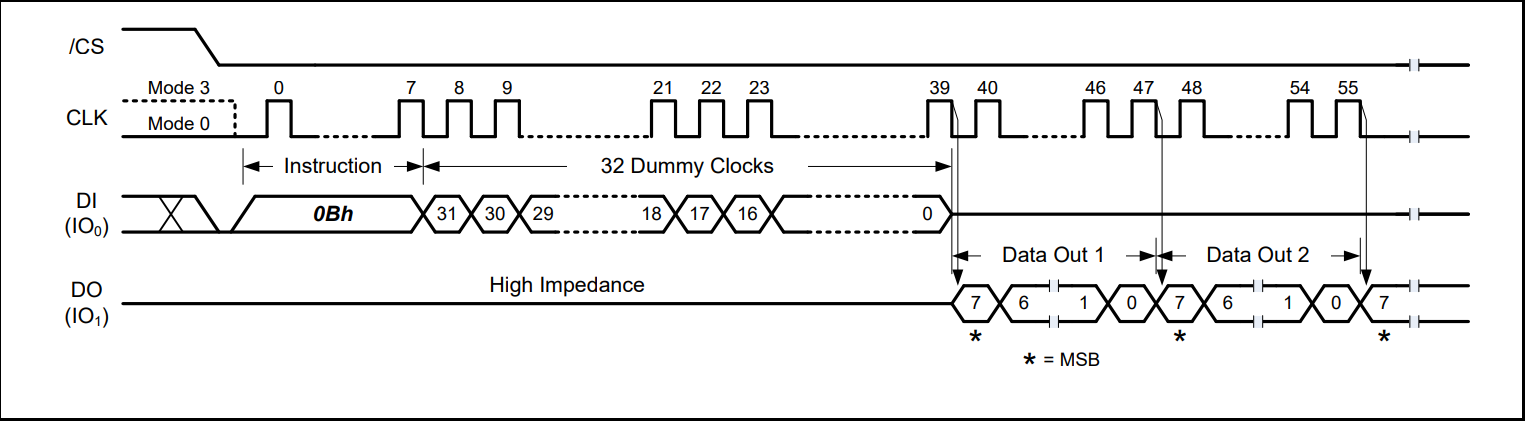 /CS
Mode 3 0 7 8 9 21 22 23 39 40 46 47 48 54 55
CLK
Mode 0
Instruction 32 Dummy Clocks
DI
(IO0)
0Bh 31 30 29 18 17 16 0
Data Out 1 Data Out 2
High Impedance
DO
(IO1)
7 6 1 0 7 6 1 0 7
* * *
* = MSB